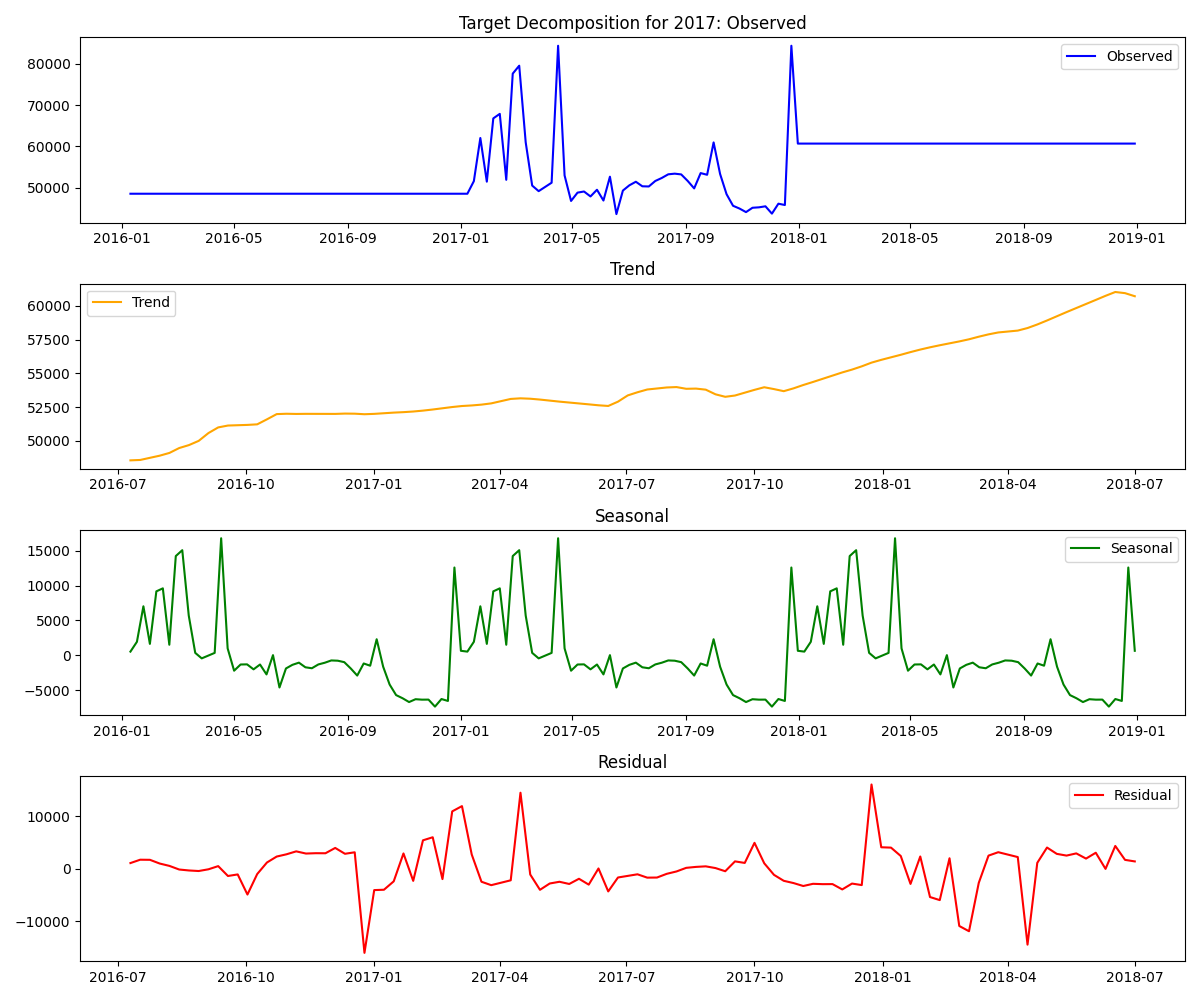 Target Decomposition for 2017: Observed
80000
70000
60000
50000
Observed
2016-01 2016-05 2016-09 2017-01 2017-05 2017-09 2018-01 2018-05 2018-09 2019-01
Trend
60000
57500
55000
52500
50000
Trend
2016-07 2016-10 2017-01 2017-04 2017-07 2017-10 2018-01 2018-04 2018-07
Seasonal
15000
10000
5000
0
−5000
Seasonal
2016-01 2016-05 2016-09 2017-01 2017-05 2017-09 2018-01 2018-05 2018-09 2019-01
Residual
10000
0
−10000
Residual
2016-07 2016-10 2017-01 2017-04 2017-07 2017-10 2018-01 2018-04 2018-07